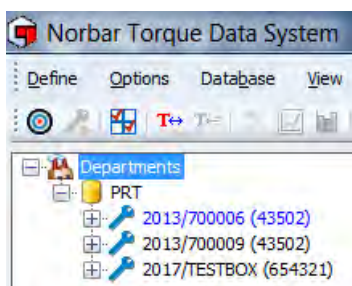 Norbar Torque Data System
Define Options Database View
T↔ T⇐
Departments
PRT
2013/700006 (43502)
2013/700009 (43502)
2017/TESTBOX (654321)